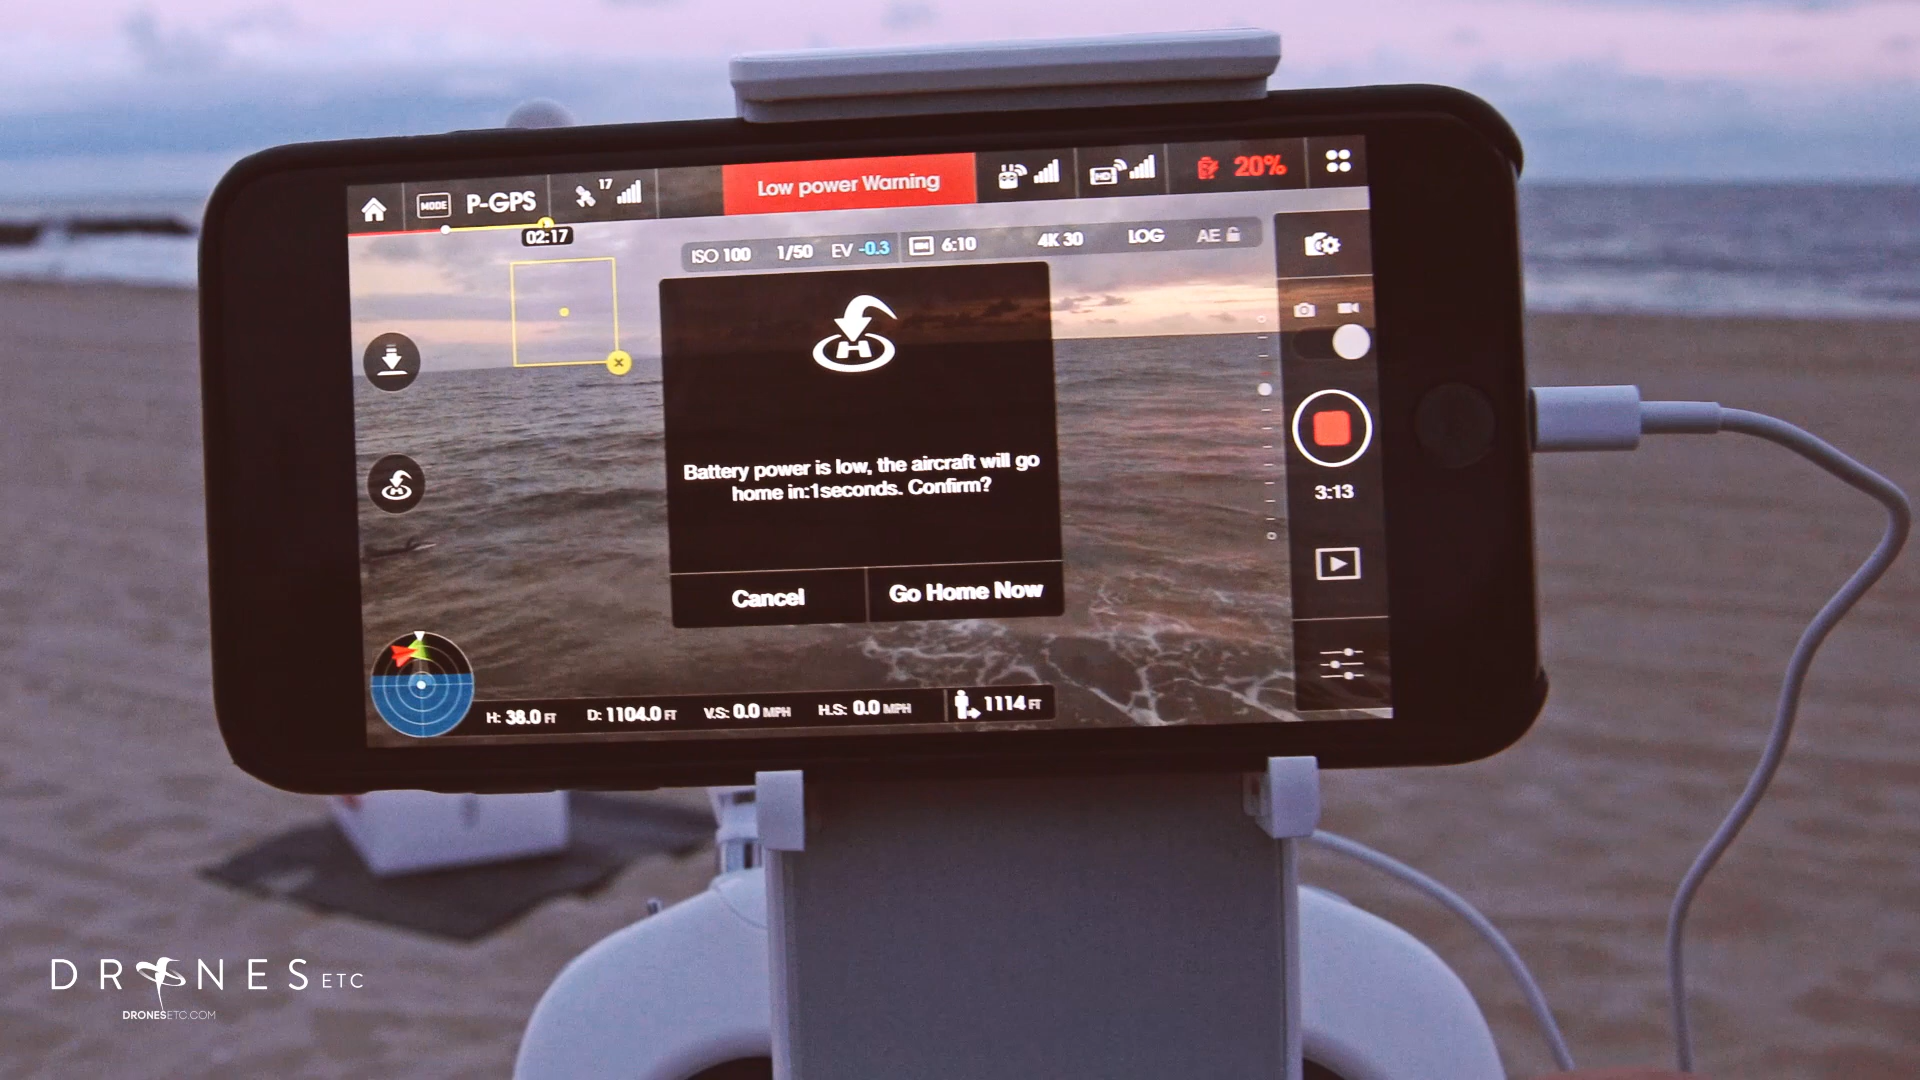 MODE P-GPS 17 Low power Warning HD 20%
02:17
ISO 100 1/50 EV -0.3 6:10 4K 30 LOG AE
Battery power is low, the aircraft will go
home in:1seconds. Confirm?
3:13
Cancel Go Home Now
H: 38.0 FT D: 1104.0 FT V.S: 0.0 MPH H.S: 0.0 MPH 1114 FT
DRONES ETC
DRONESETC.COM